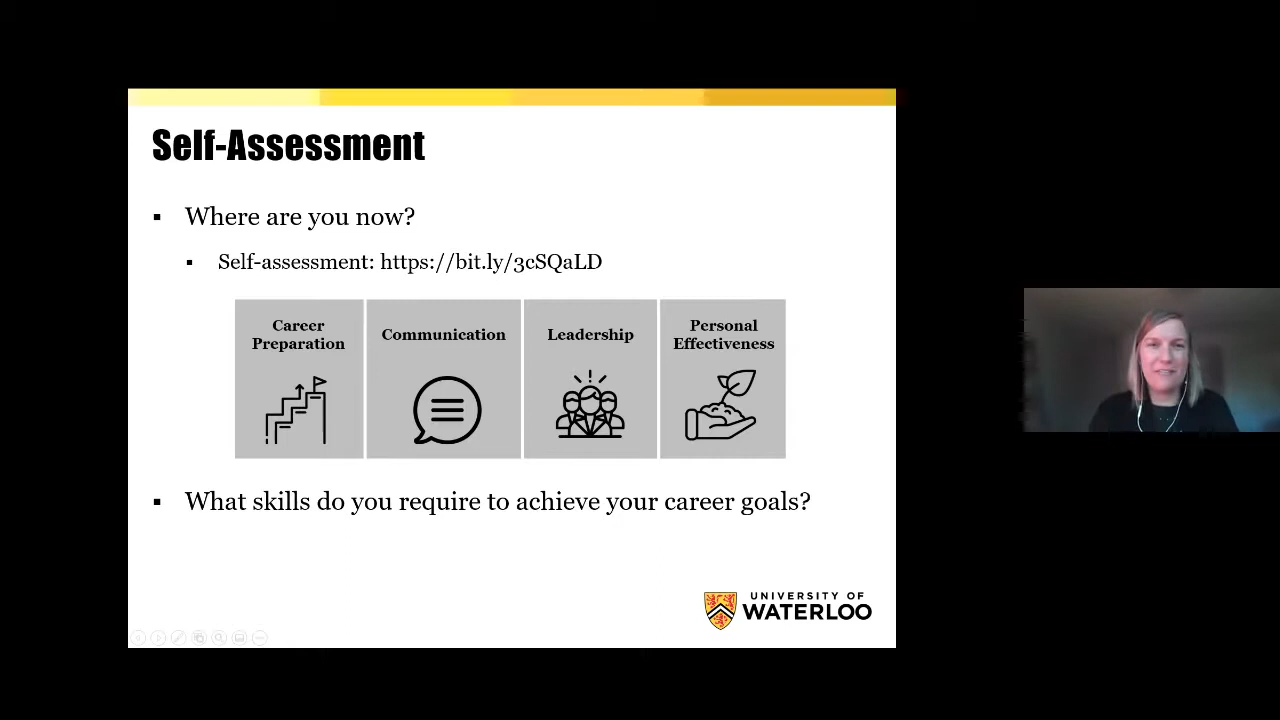 Self-Assessment
Where are you now?
Self-assessment: https://bit.ly/3cSQaLD
Career
Preparation
Communication
Leadership
Personal
Effectiveness
What skills do you require to achieve your career goals?
UNIVERSITY OF
WATERLOO